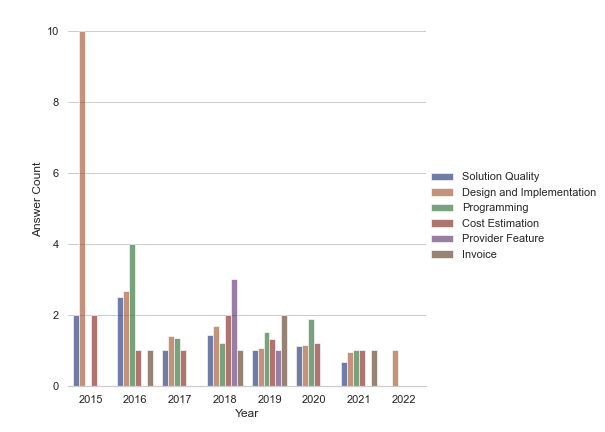 10
8
6
4
2
0
Answer Count
2015 2016 2017 2018 2019 2020 2021 2022
Year
Solution Quality
Design and Implementation
Programming
Cost Estimation
Provider Feature
Invoice